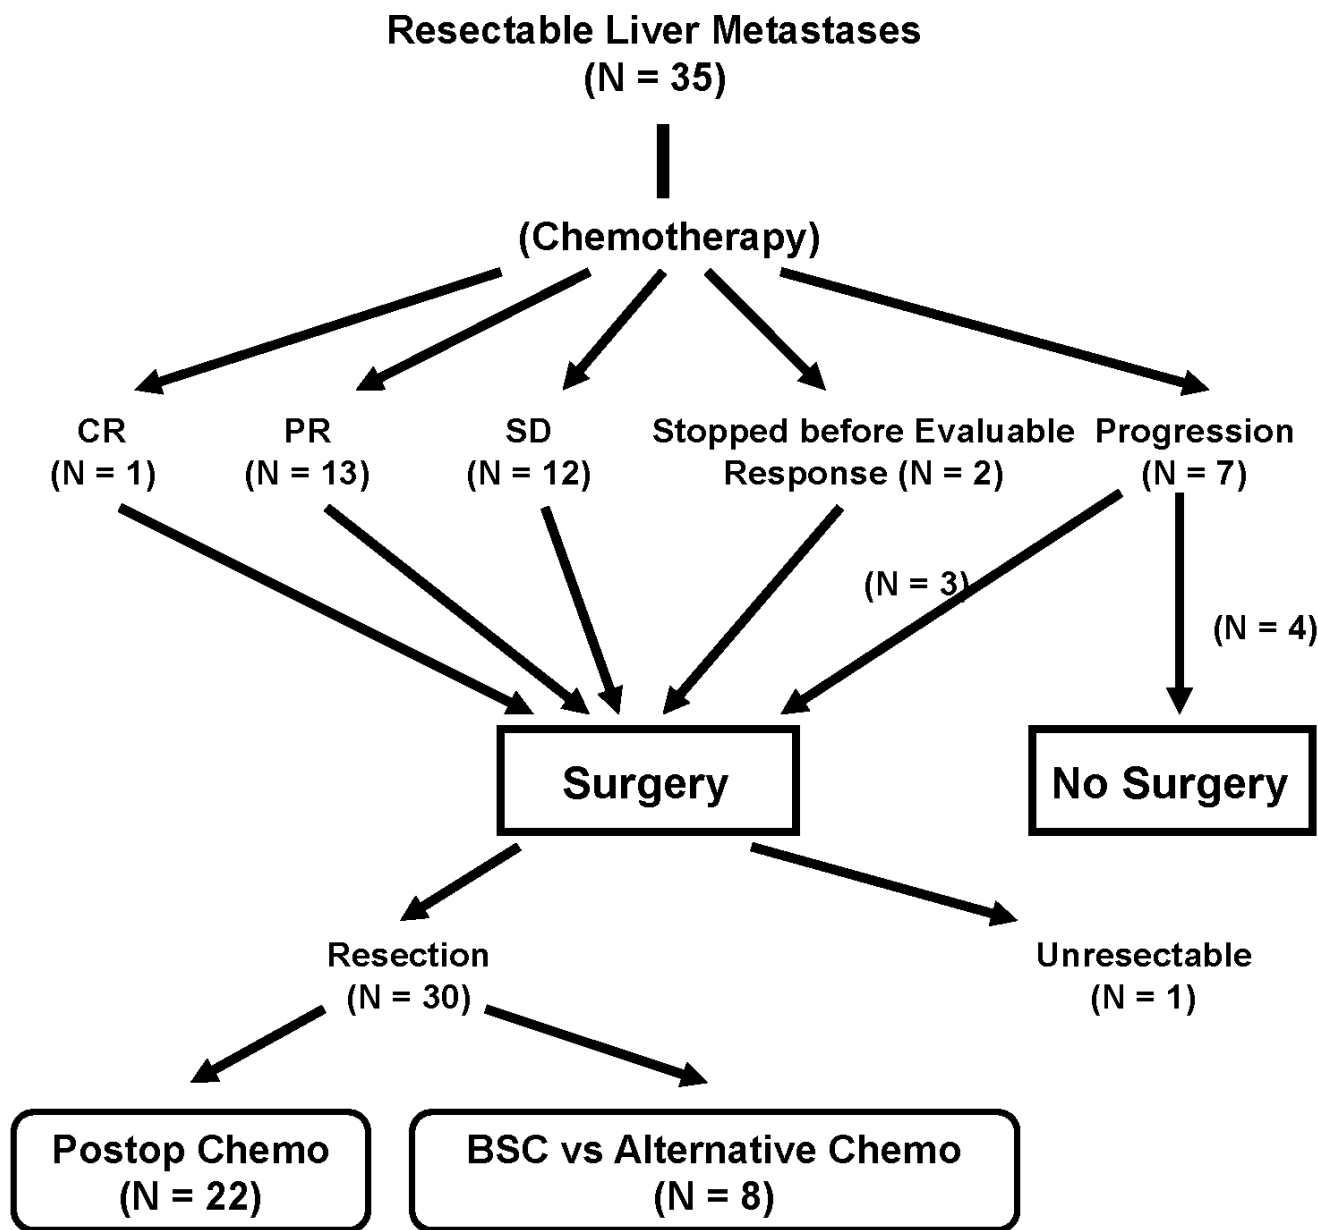 Resectable Liver Metastases
(N = 35)
(Chemotherapy)
CR
(N = 1)
PR
(N = 13)
SD
(N = 12)
Stopped before Evaluable
Response (N = 2)
Progression
(N = 7)
(N = 3)
(N = 4)
Surgery
No Surgery
Resection
(N = 30)
Unresectable
(N = 1)
Postop Chemo
(N = 22)
BSC vs Alternative Chemo
(N = 8)